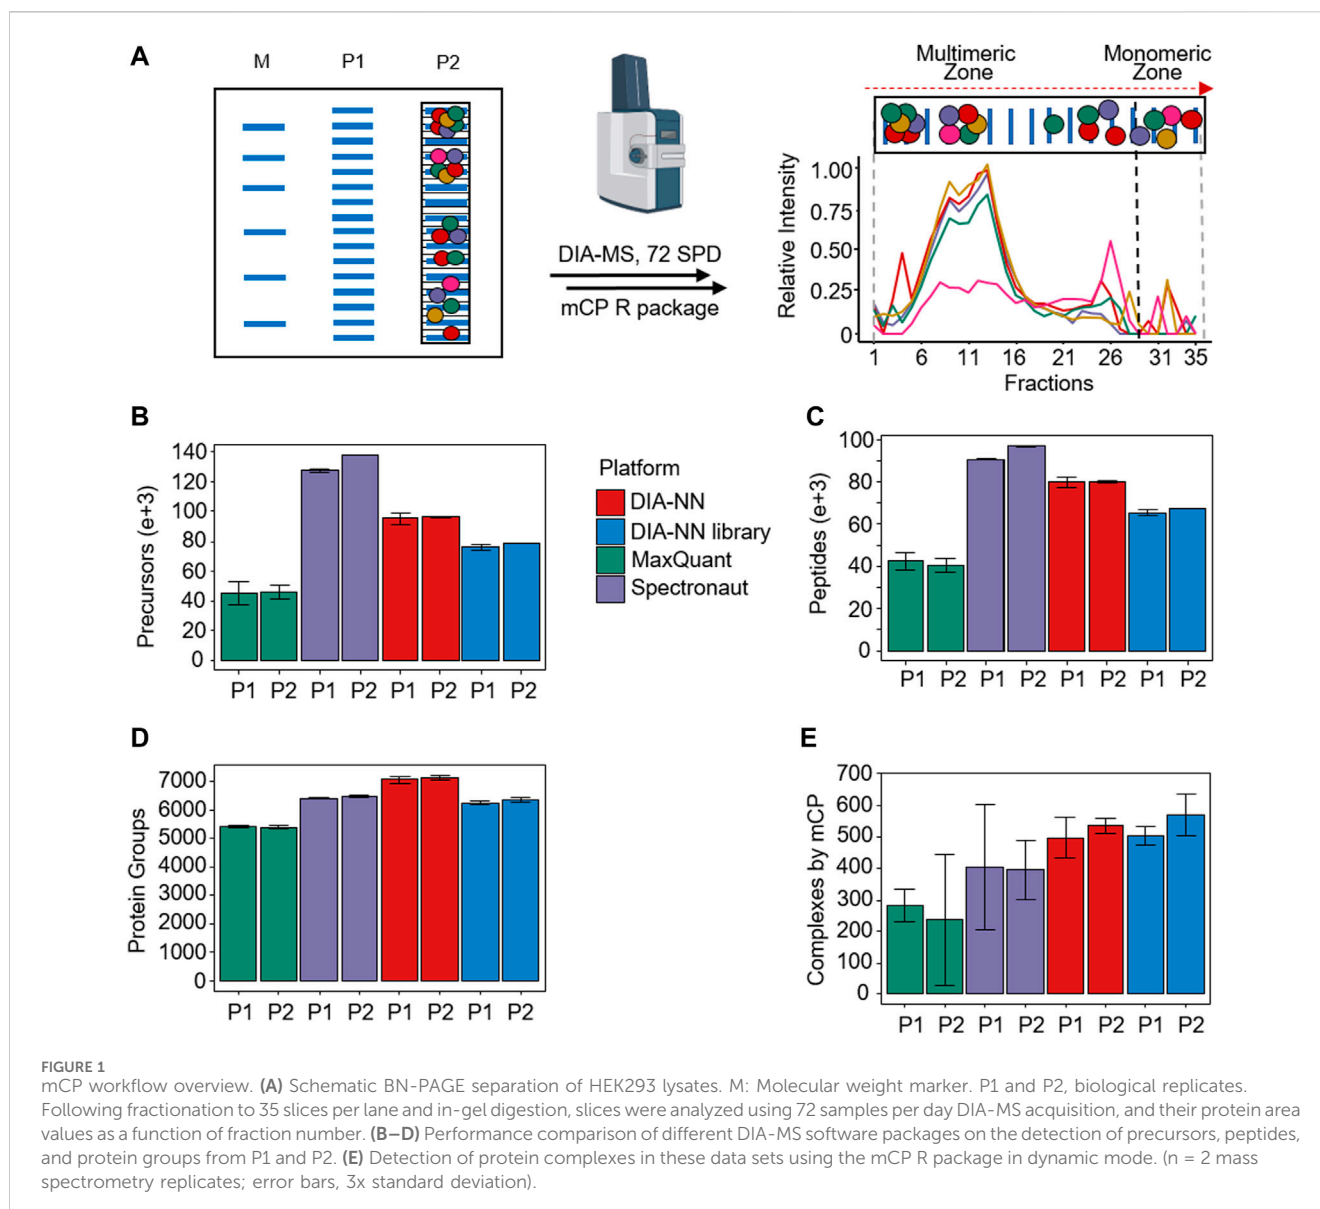 A
M P1 P2
DIA-MS, 72 SPD
mCP R package
Multimeric Zone
Monomeric Zone
Relative Intensity
1.00
0.75
0.50
0.25
0
1 6 11 16 21 26 31 35
Fractions
B
Precursors (e+3)
140
120
100
80
60
40
20
0
P1 P2 P1 P2 P1 P2 P1 P2
Platform
DIA-NN
DIA-NN library
MaxQuant
Spectronaut
C
Peptides (e+3)
100
80
60
40
20
0
P1 P2 P1 P2 P1 P2 P1 P2
D
Protein Groups
7000
6000
5000
4000
3000
2000
1000
0
P1 P2 P1 P2 P1 P2 P1 P2
E
Complexes by mCP
700
600
500
400
300
200
100
0
P1 P2 P1 P2 P1 P2 P1 P2
FIGURE 1
mCP workflow overview. (A) Schematic BN-PAGE separation of HEK293 lysates. M: Molecular weight marker. P1 and P2, biological replicates.
Following fractionation to 35 slices per lane and in-gel digestion, slices were analyzed using 72 samples per day DIA-MS acquisition, and their protein area
values as a function of fraction number. (B–D) Performance comparison of different DIA-MS software packages on the detection of precursors, peptides,
and protein groups from P1 and P2. (E) Detection of protein complexes in these data sets using the mCP R package in dynamic mode. (n = 2 mass
spectrometry replicates; error bars, 3x standard deviation).